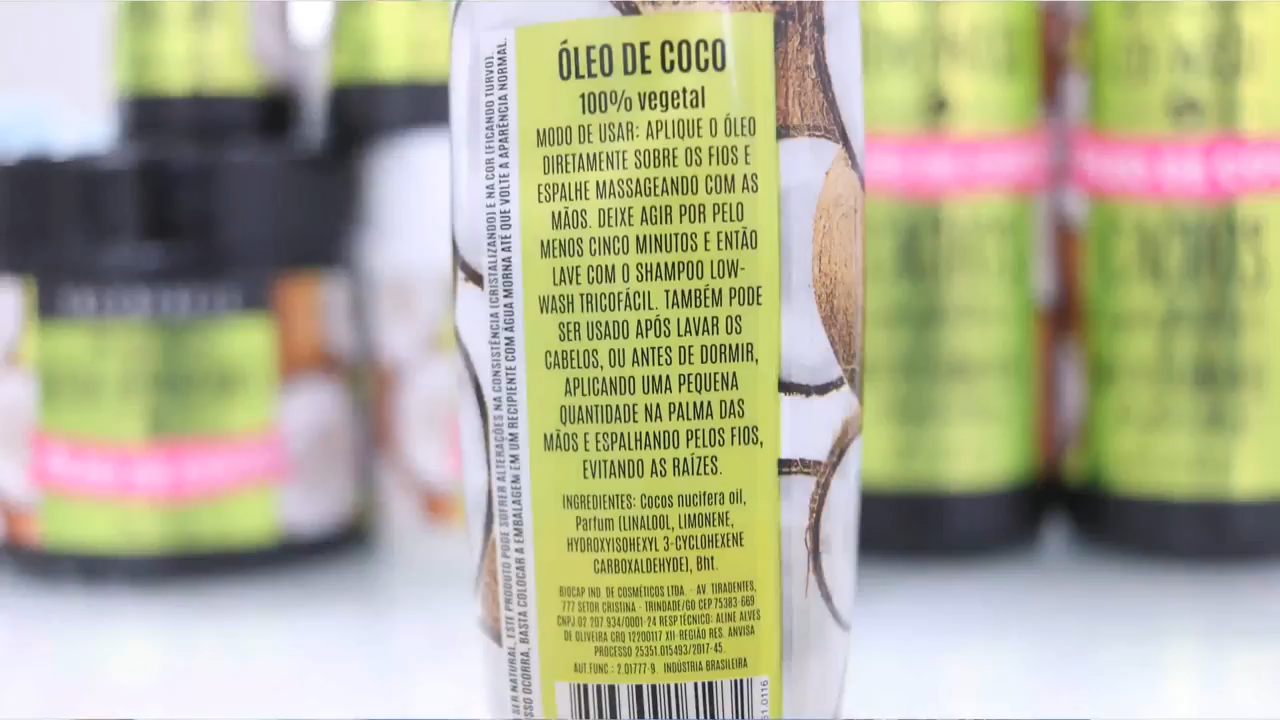 ÓLEO DE COCO
100% vegetal
MODO DE USAR: APLIQUE O ÓLEO
DIRETAMENTE SOBRE OS FIOS E
ESPALHE MASSAGEANDO COM AS
MÃOS. DEIXE AGIR POR PELO
MENOS CINCO MINUTOS E ENTÃO
LAVE COM O SHAMPOO LOW-
WASH TRICOFÁCIL. TAMBÉM PODE
SER USADO APÓS LAVAR OS
CABELOS, OU ANTES DE DORMIR,
APLICANDO UMA PEQUENA
QUANTIDADE NA PALMA DAS
MÃOS E ESPALHANDO PELOS FIOS,
EVITANDO AS RAÍZES.
INGREDIENTES: Cocos nucifera oil,
Parfum (LINALOOL, LIMONENE,
HYDROXYISOHEXYL 3-CYCLOHEXENE
CARBOXALDEHYDE), Bht.
BIOCAP IND. DE COSMÉTICOS LTDA. - AV. TIRADENTES,
777 SETOR CRISTINA - TRINDADE/GO CEP 75383-669
CNPJ 02.207.934/0001-24 RESP.TÉCNICO: ALINE ALVES
DE OLIVEIRA CRQ 12200117 XII-REGIÃO RES. ANVISA
PROCESSO 25351.015493/2017-45.
AUT.FUNC.: 2.01777-9. INDÚSTRIA BRASILEIRA
SER NATURAL, ESTE PRODUTO PODE SOFRER ALTERAÇÕES NA CONSISTÊNCIA (CRISTALIZANDO) E NA COR (FICANDO TURVO).
SSO OCORRA, BASTA COLOCAR A EMBALAGEM EM UM RECIPIENTE COM ÁGUA MORNA ATÉ QUE VOLTE A APARÊNCIA NORMAL.
51.0116